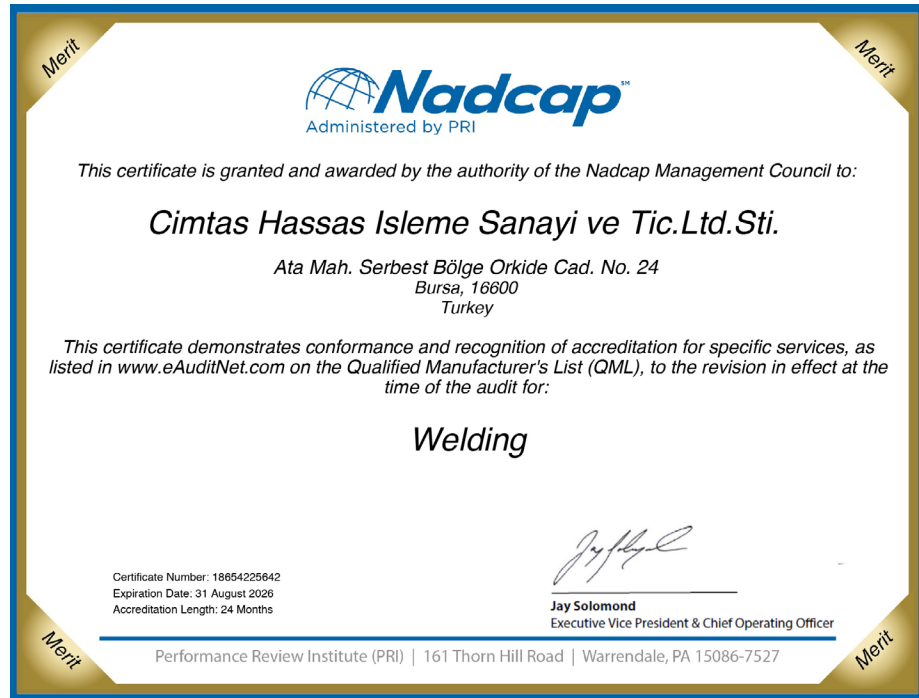 Merit
Merit
Nadcap℠
Administered by PRI
This certificate is granted and awarded by the authority of the Nadcap Management Council to:
Cimtas Hassas Isleme Sanayi ve Tic.Ltd.Sti.
Ata Mah. Serbest Bölge Orkide Cad. No. 24
Bursa, 16600
Turkey
This certificate demonstrates conformance and recognition of accreditation for specific services, as
listed in www.eAuditNet.com on the Qualified Manufacturer's List (QML), to the revision in effect at the
time of the audit for:
Welding
Certificate Number: 18654225642
Expiration Date: 31 August 2026
Accreditation Length: 24 Months
Jay Solomond
Executive Vice President & Chief Operating Officer
Merit
Merit
Performance Review Institute (PRI) | 161 Thorn Hill Road | Warrendale, PA 15086-7527